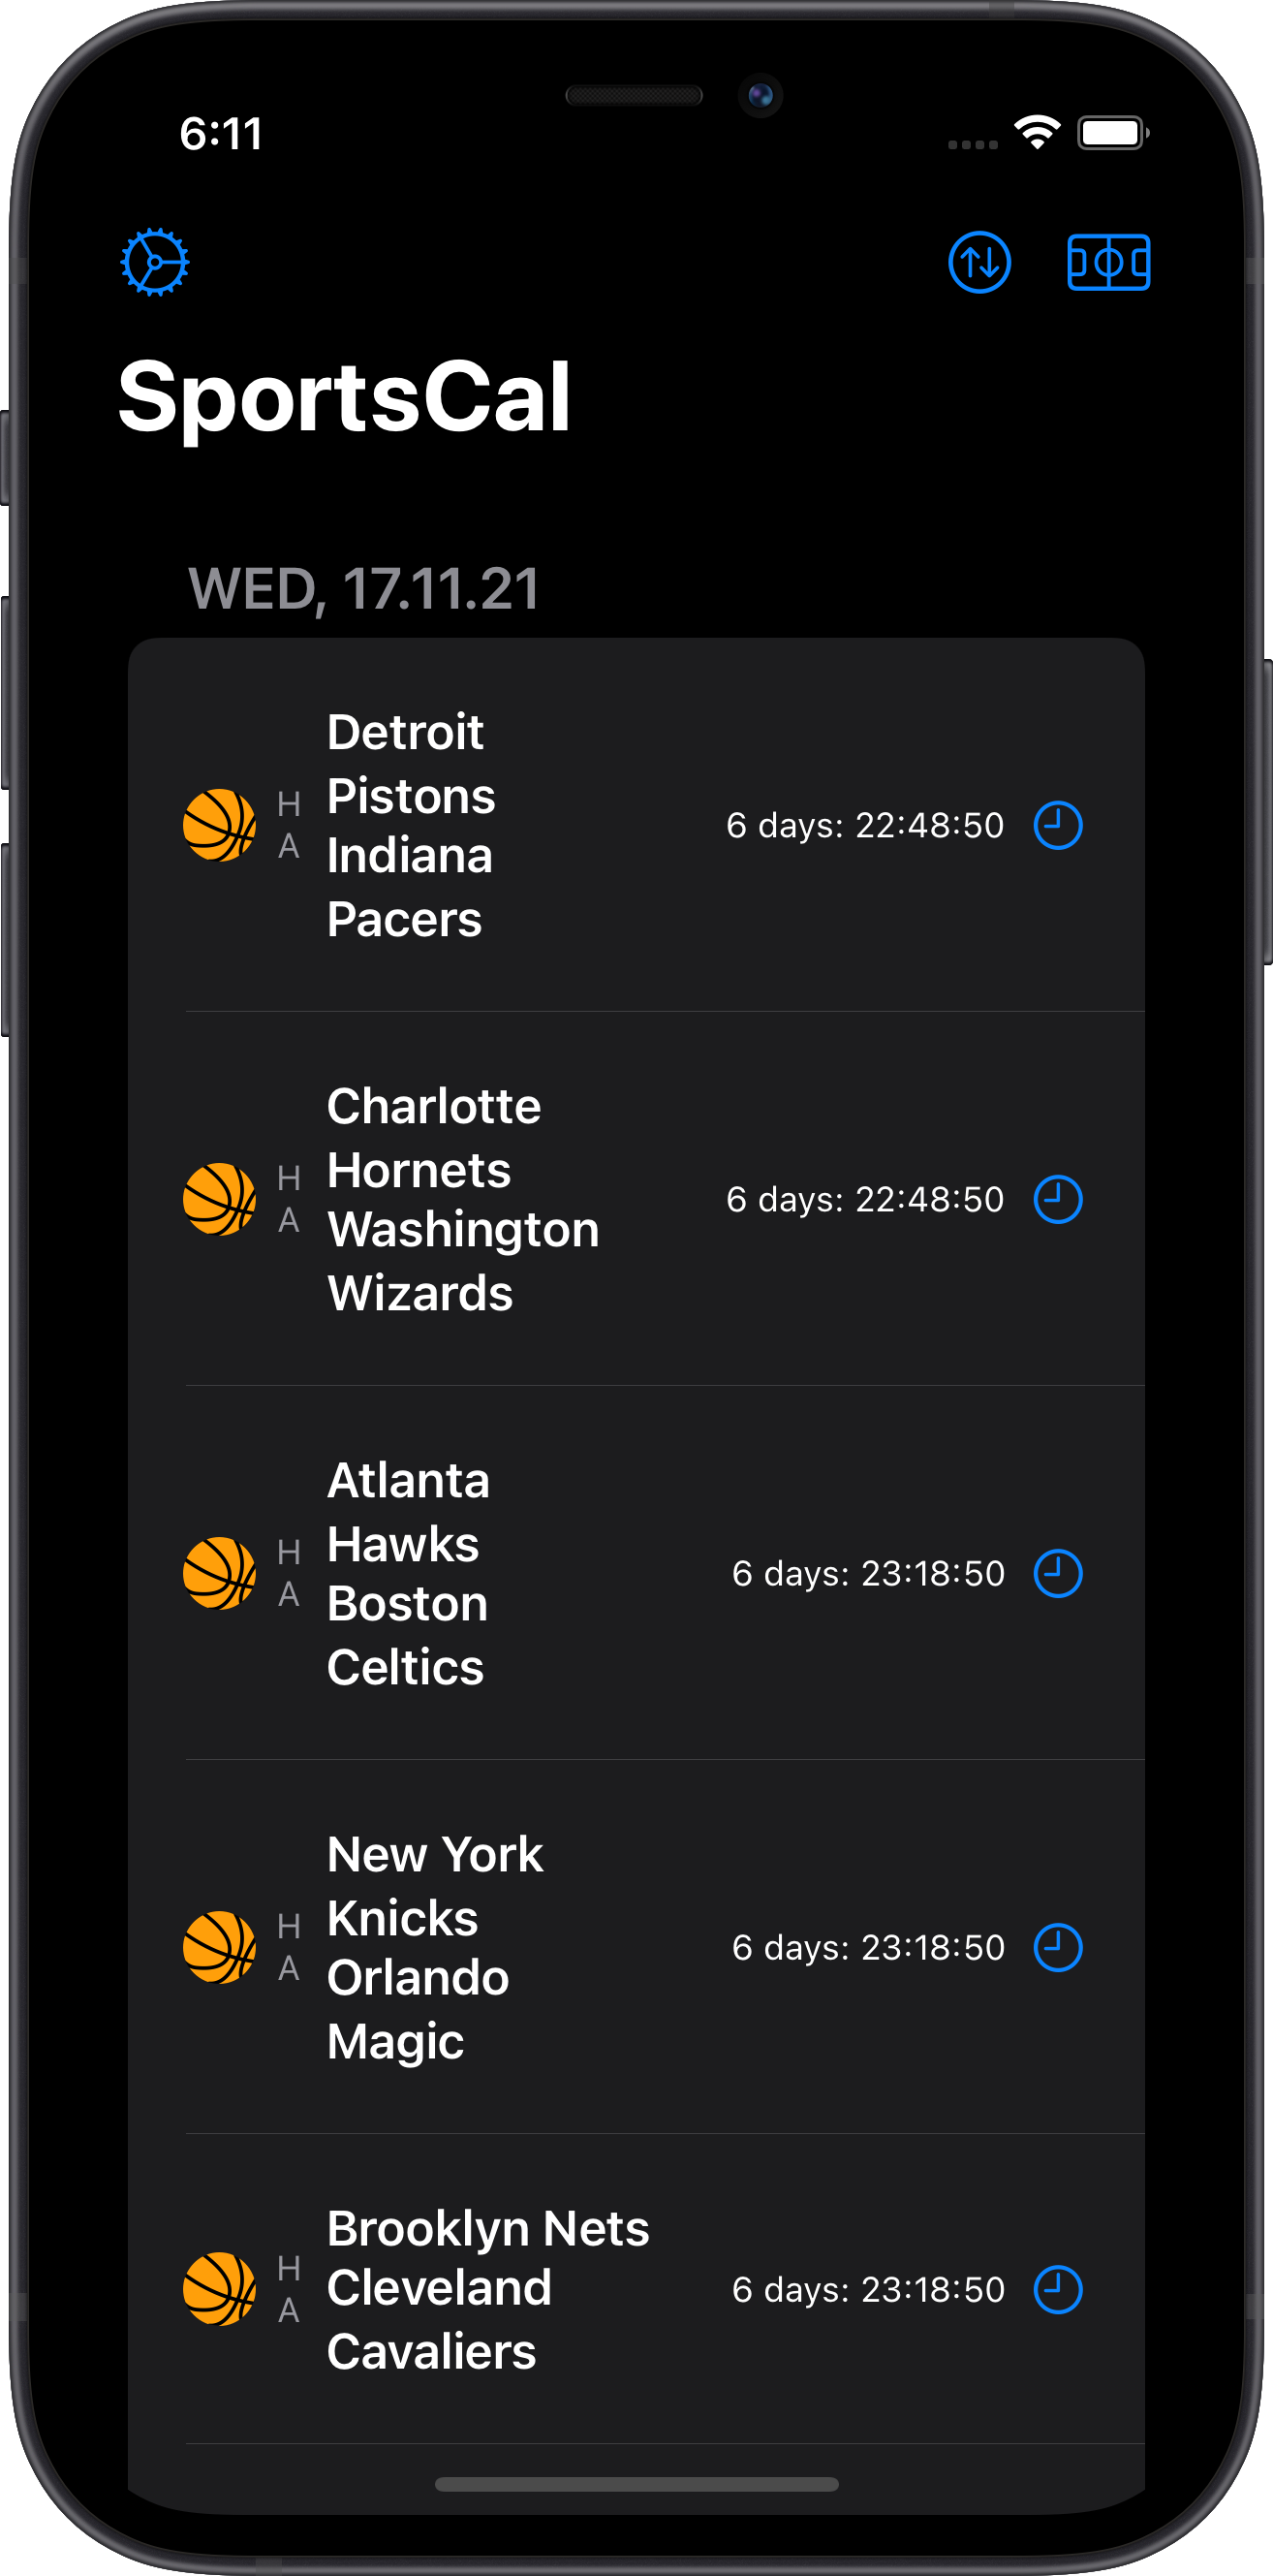 6:11
SportsCal
WED, 17.11.21
H
A
Detroit
Pistons
Indiana
Pacers
6 days: 22:48:50
H
A
Charlotte
Hornets
Washington
Wizards
6 days: 22:48:50
H
A
Atlanta
Hawks
Boston
Celtics
6 days: 23:18:50
H
A
New York
Knicks
Orlando
Magic
6 days: 23:18:50
H
A
Brooklyn Nets
Cleveland
Cavaliers
6 days: 23:18:50